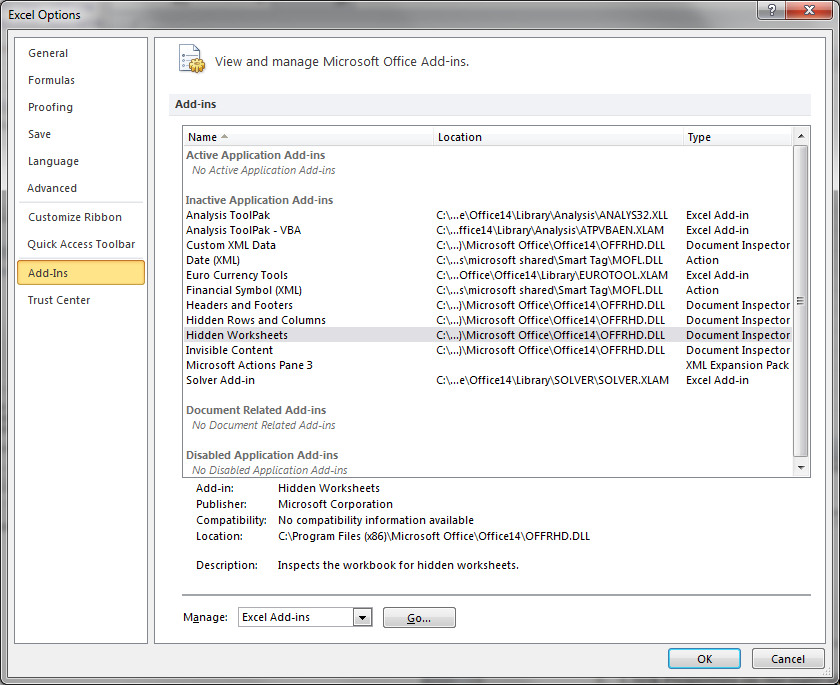 Excel Options
?
General
Formulas
Proofing
Save
Language
Advanced
Customize Ribbon
Quick Access Toolbar
Add-Ins
Trust Center
View and manage Microsoft Office Add-ins.
Add-ins
Name Location Type
Active Application Add-ins
No Active Application Add-ins
Inactive Application Add-ins
Analysis ToolPak C:\...e\Office14\Library\Analysis\ANALYS32.XLL Excel Add-in
Analysis ToolPak - VBA C:\...ffice14\Library\Analysis\ATPVBAEN.XLAM Excel Add-in
Custom XML Data C:\...)\Microsoft Office\Office14\OFFRHD.DLL Document Inspector
Date (XML) C:\...s\microsoft shared\Smart Tag\MOFL.DLL Action
Euro Currency Tools C:\...Office\Office14\Library\EUROTOOL.XLAM Excel Add-in
Financial Symbol (XML) C:\...s\microsoft shared\Smart Tag\MOFL.DLL Action
Headers and Footers C:\...)\Microsoft Office\Office14\OFFRHD.DLL Document Inspector
Hidden Rows and Columns C:\...)\Microsoft Office\Office14\OFFRHD.DLL Document Inspector
Hidden Worksheets C:\...)\Microsoft Office\Office14\OFFRHD.DLL Document Inspector
Invisible Content C:\...)\Microsoft Office\Office14\OFFRHD.DLL Document Inspector
Microsoft Actions Pane 3 XML Expansion Pack
Solver Add-in C:\...e\Office14\Library\SOLVER\SOLVER.XLAM Excel Add-in
Document Related Add-ins
No Document Related Add-ins
Disabled Application Add-ins
No Disabled Application Add-ins
Add-in: Hidden Worksheets
Publisher: Microsoft Corporation
Compatibility: No compatibility information available
Location: C:\Program Files (x86)\Microsoft Office\Office14\OFFRHD.DLL
Description: Inspects the workbook for hidden worksheets.
Manage: Excel Add-ins Go...
OK Cancel